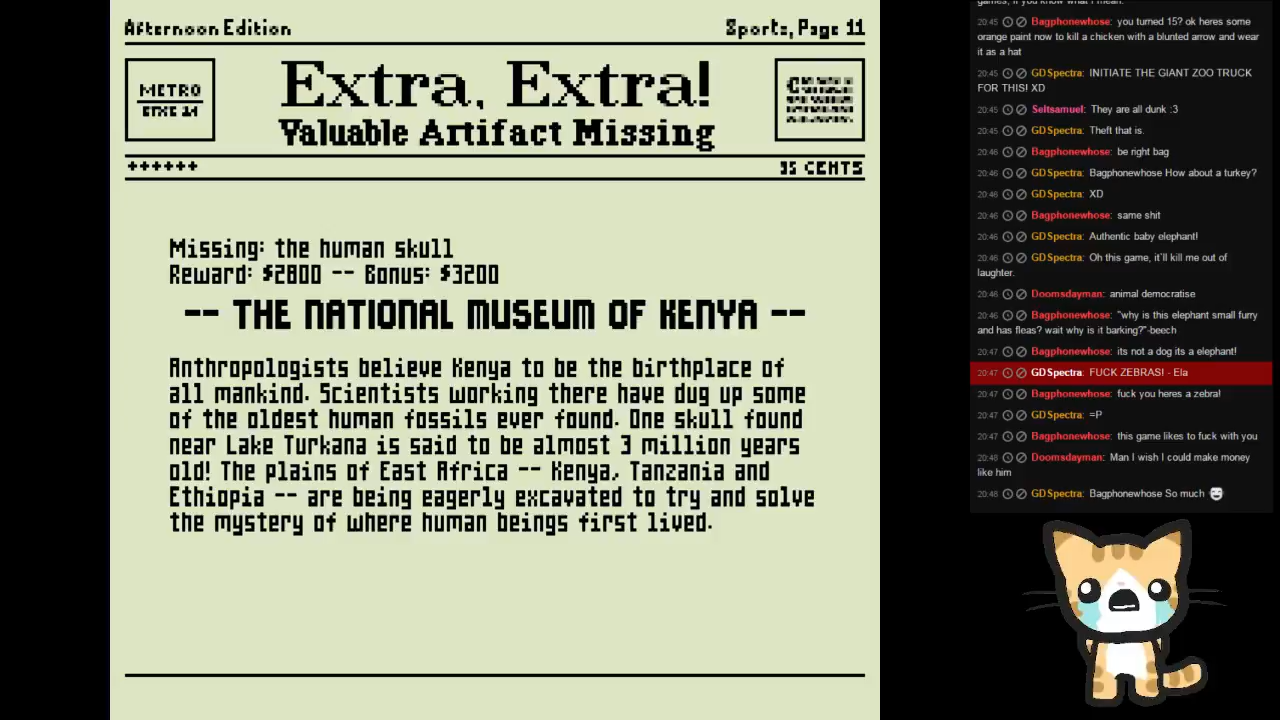 Afternoon Edition
Sports, Page 11
METRO
Extra, Extra!
Valuable Artifact Missing
++++++
35 CENTS
Missing: the human skull
Reward: $2800 -- Bonus: $3200
-- THE NATIONAL MUSEUM OF KENYA --
Anthropologists believe Kenya to be the birthplace of
all mankind. Scientists working there have dug up some
of the oldest human fossils ever found. One skull found
near Lake Turkana is said to be almost 3 million years
old! The plains of East Africa -- Kenya, Tanzania and
Ethiopia -- are being eagerly excavated to try and solve
the mystery of where human beings first lived.
games, if you know what I mean.
20:45 Bagphonewhose: you turned 15? ok heres some
orange paint now to kill a chicken with a blunted arrow and wear
it as a hat
20:45 GDSpectra: INITIATE THE GIANT ZOO TRUCK
FOR THIS! XD
20:45 Seltsamuel: They are all dunk :3
20:45 GDSpectra: Theft that is.
20:46 Bagphonewhose: be right bag
20:46 GDSpectra: Bagphonewhose How about a turkey?
20:46 GDSpectra: XD
20:46 Bagphonewhose: same shit
20:46 GDSpectra: Authentic baby elephant!
20:46 GDSpectra: Oh this game, it'll kill me out of
laughter.
20:46 Doomsdayman: animal democratise
20:46 Bagphonewhose: "why is this elephant small furry
and has fleas? wait why is it barking?"-beech
20:47 Bagphonewhose: its not a dog its a elephant!
20:47 GDSpectra: FUCK ZEBRAS! - Ela
20:47 Bagphonewhose: fuck you heres a zebra!
20:47 GDSpectra: =P
20:47 Bagphonewhose: this game likes to fuck with you
20:48 Doomsdayman: Man I wish I could make money
like him
20:48 GDSpectra: Bagphonewhose So much